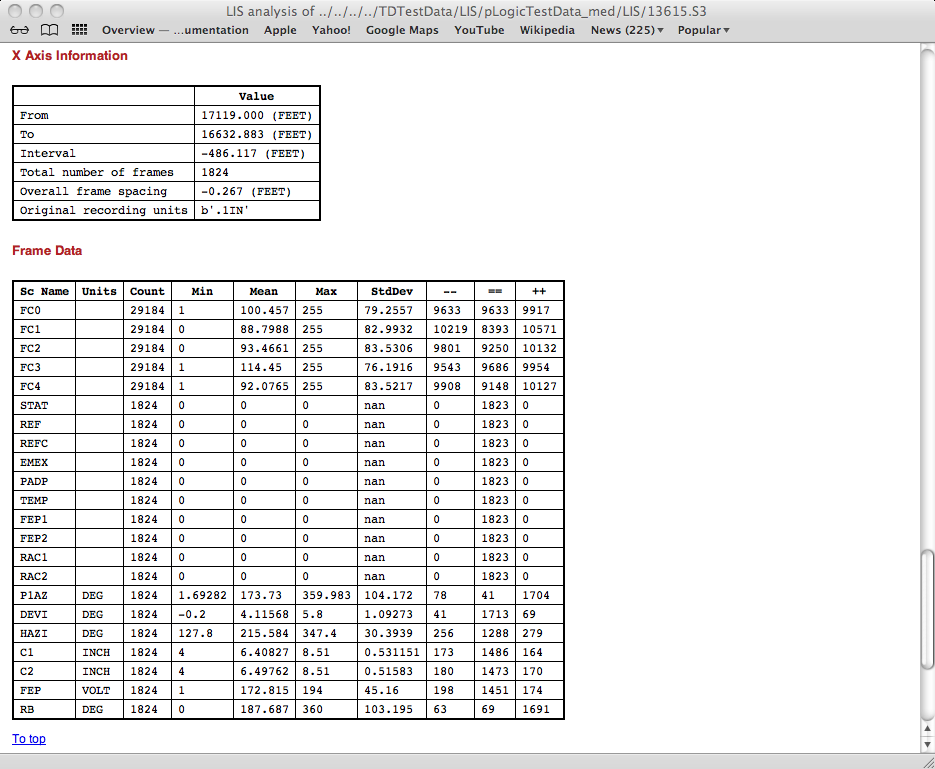 LIS analysis of ../../../../TDTestData/LIS/pLogicTestData_med/LIS/13615.S3
Overview — ...umentation Apple Yahoo! Google Maps YouTube Wikipedia News (225)▾ Popular▾
X Axis Information
Value
From 17119.000 (FEET)
To 16632.883 (FEET)
Interval -486.117 (FEET)
Total number of frames 1824
Overall frame spacing -0.267 (FEET)
Original recording units b'.1IN'
Frame Data
Sc Name Units Count Min Mean Max StdDev -- == ++
FC0 29184 1 100.457 255 79.2557 9633 9633 9917
FC1 29184 0 88.7988 255 82.9932 10219 8393 10571
FC2 29184 0 93.4661 255 83.5306 9801 9250 10132
FC3 29184 1 114.45 255 76.1916 9543 9686 9954
FC4 29184 1 92.0765 255 83.5217 9908 9148 10127
STAT 1824 0 0 0 nan 0 1823 0
REF 1824 0 0 0 nan 0 1823 0
REFC 1824 0 0 0 nan 0 1823 0
EMEX 1824 0 0 0 nan 0 1823 0
PADP 1824 0 0 0 nan 0 1823 0
TEMP 1824 0 0 0 nan 0 1823 0
FEP1 1824 0 0 0 nan 0 1823 0
FEP2 1824 0 0 0 nan 0 1823 0
RAC1 1824 0 0 0 nan 0 1823 0
RAC2 1824 0 0 0 nan 0 1823 0
P1AZ DEG 1824 1.69282 173.73 359.983 104.172 78 41 1704
DEVI DEG 1824 -0.2 4.11568 5.8 1.09273 41 1713 69
HAZI DEG 1824 127.8 215.584 347.4 30.3939 256 1288 279
C1 INCH 1824 4 6.40827 8.51 0.531151 173 1486 164
C2 INCH 1824 4 6.49762 8.51 0.51583 180 1473 170
FEP VOLT 1824 1 172.815 194 45.16 198 1451 174
RB DEG 1824 0 187.687 360 103.195 63 69 1691
To top